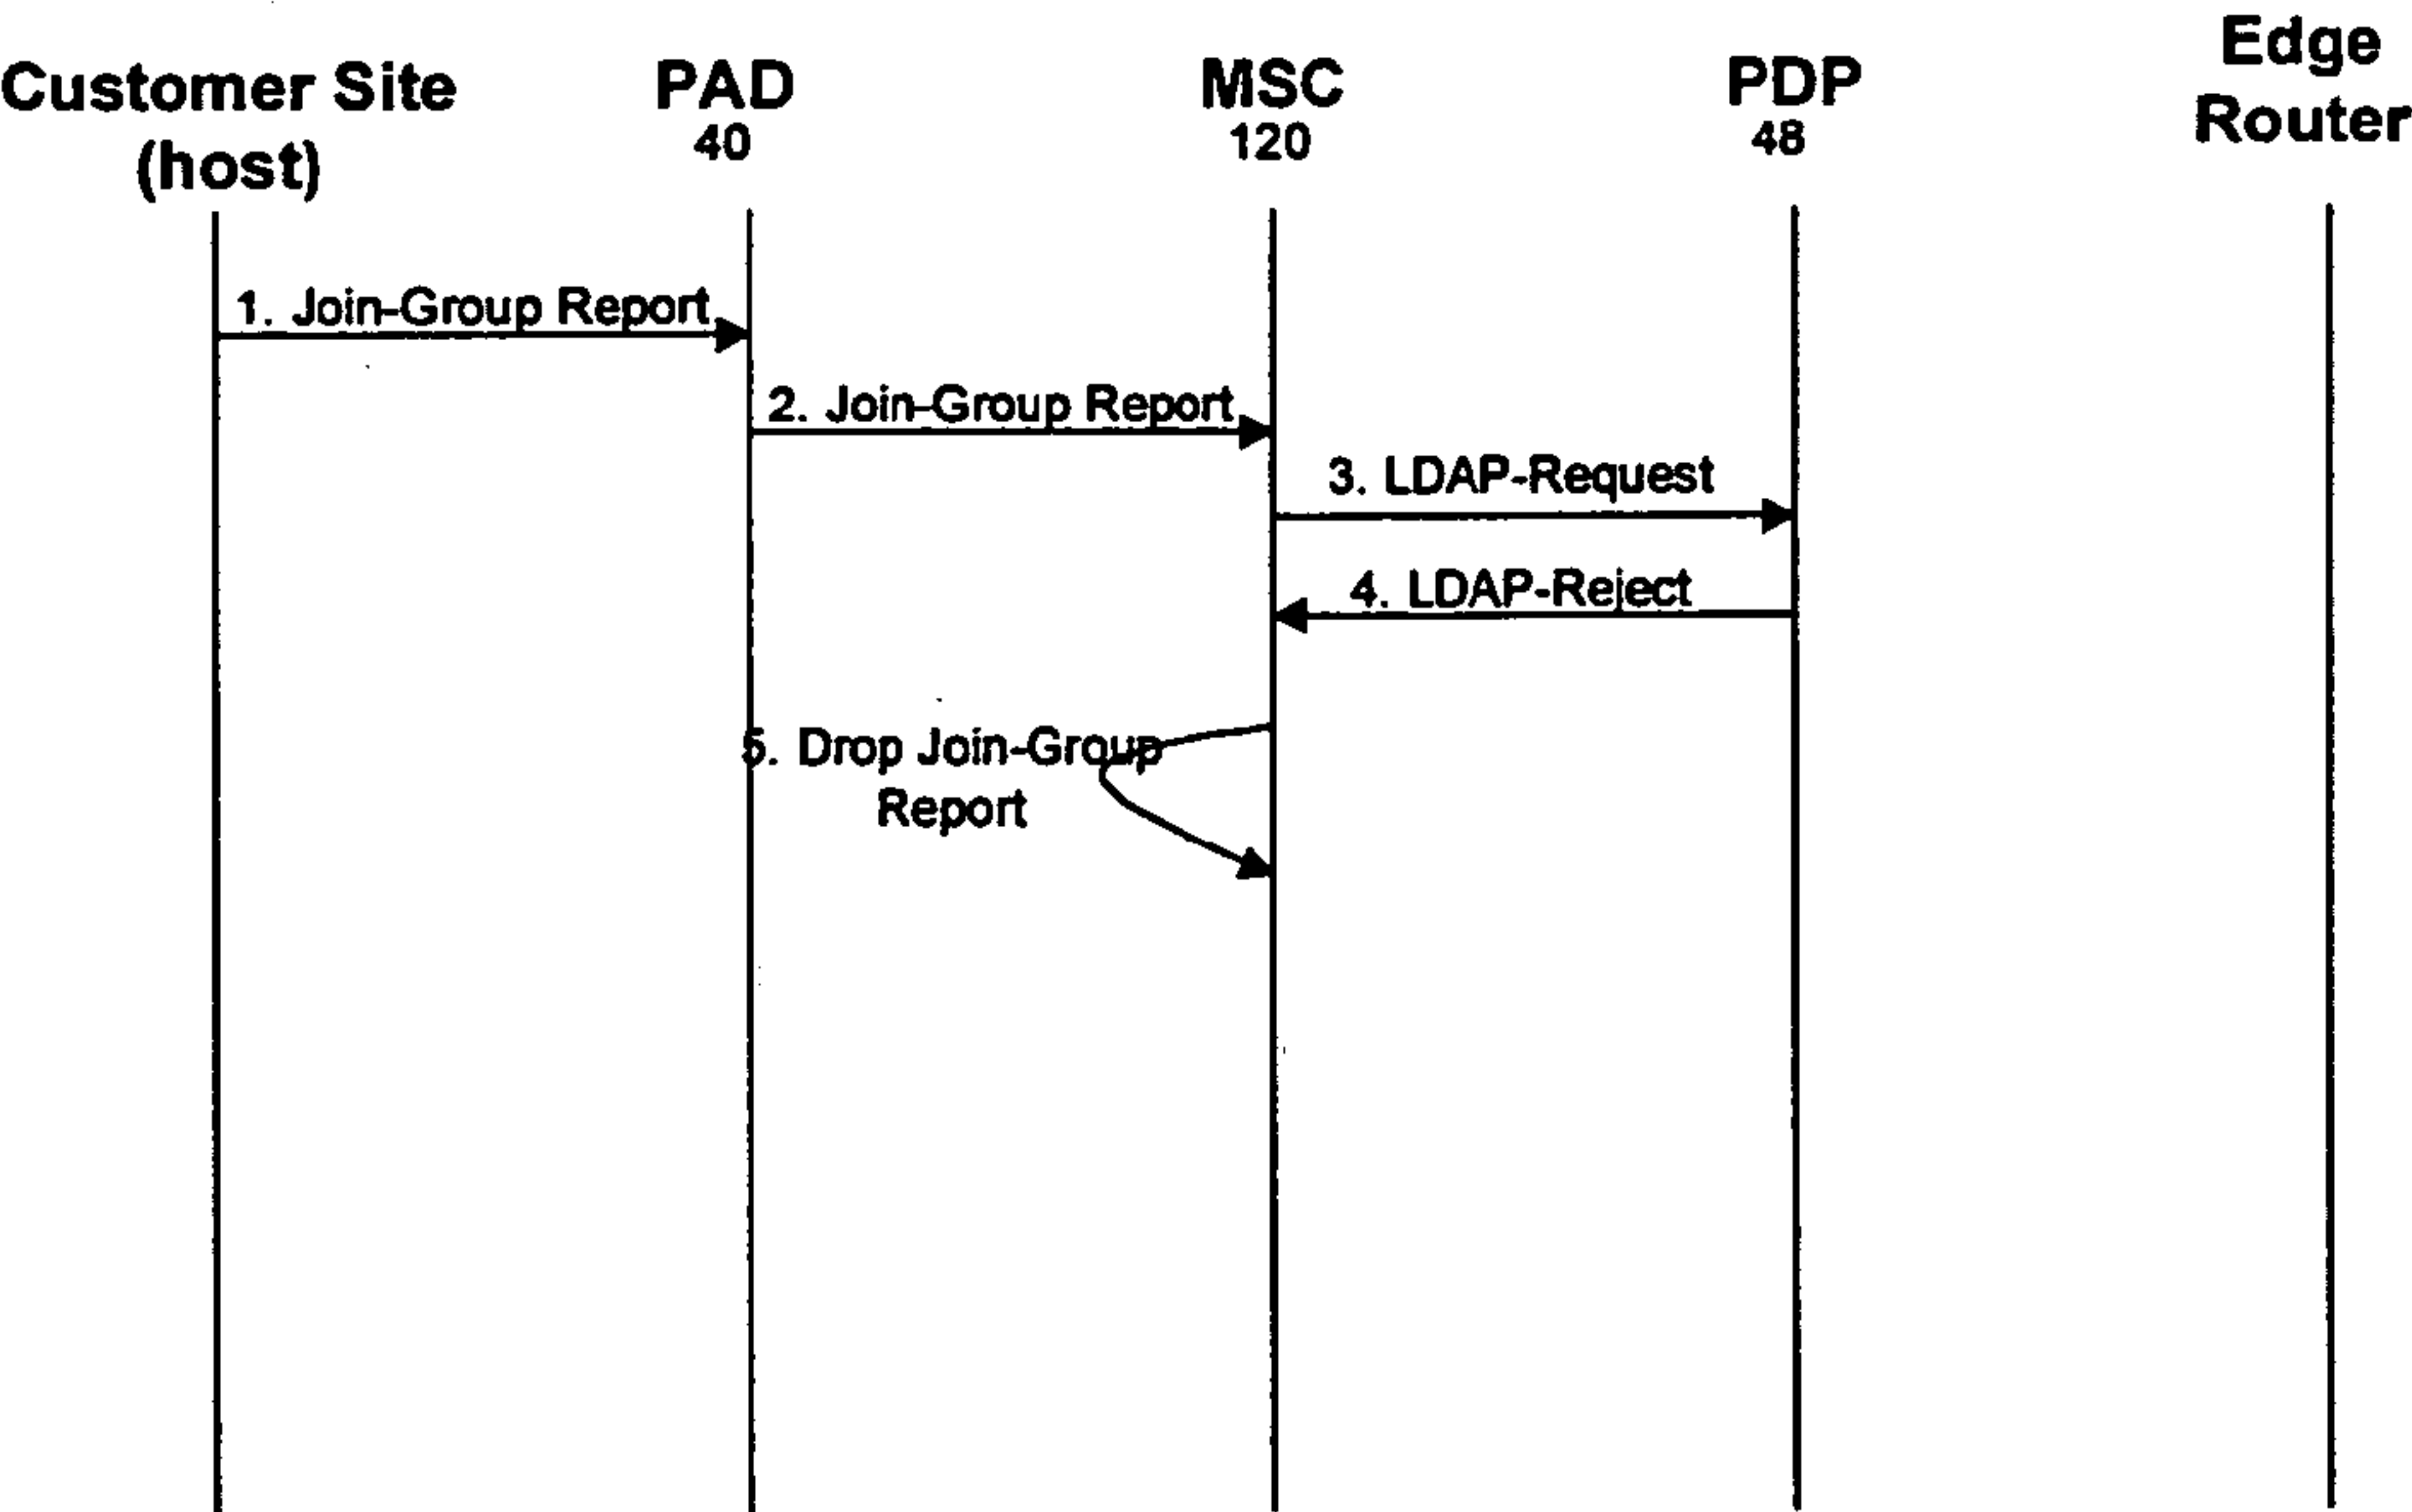 Customer Site
(host)
PAD
40
MSC
120
PDP
48
Edge
Router
1. Join-Group Report
2. Join-Group Report
3. LDAP-Request
4. LDAP-Reject
5. Drop Join-Group
Report